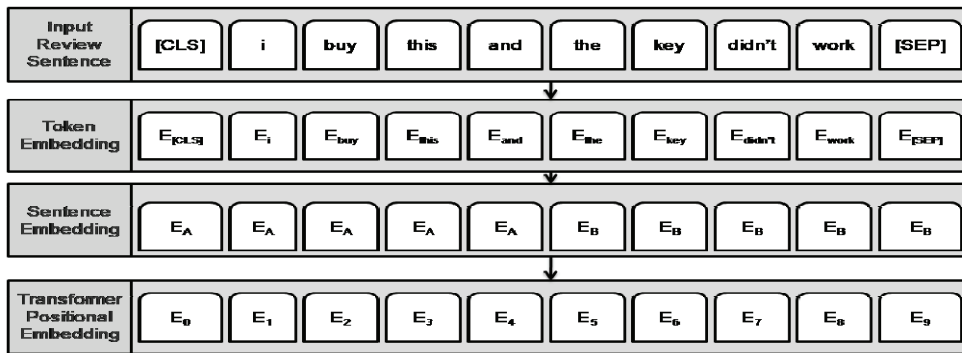 Input Review Sentence [CLS] i buy this and the key didn't work [SEP]
Token Embedding E[CLS] Ei Ebuy Ethis Eand Ethe Ekey Edidn't Ework E[SEP]
Sentence Embedding EA EA EA EA EA EB EB EB EB EB
Transformer Positional Embedding E0 E1 E2 E3 E4 E5 E6 E7 E8 E9